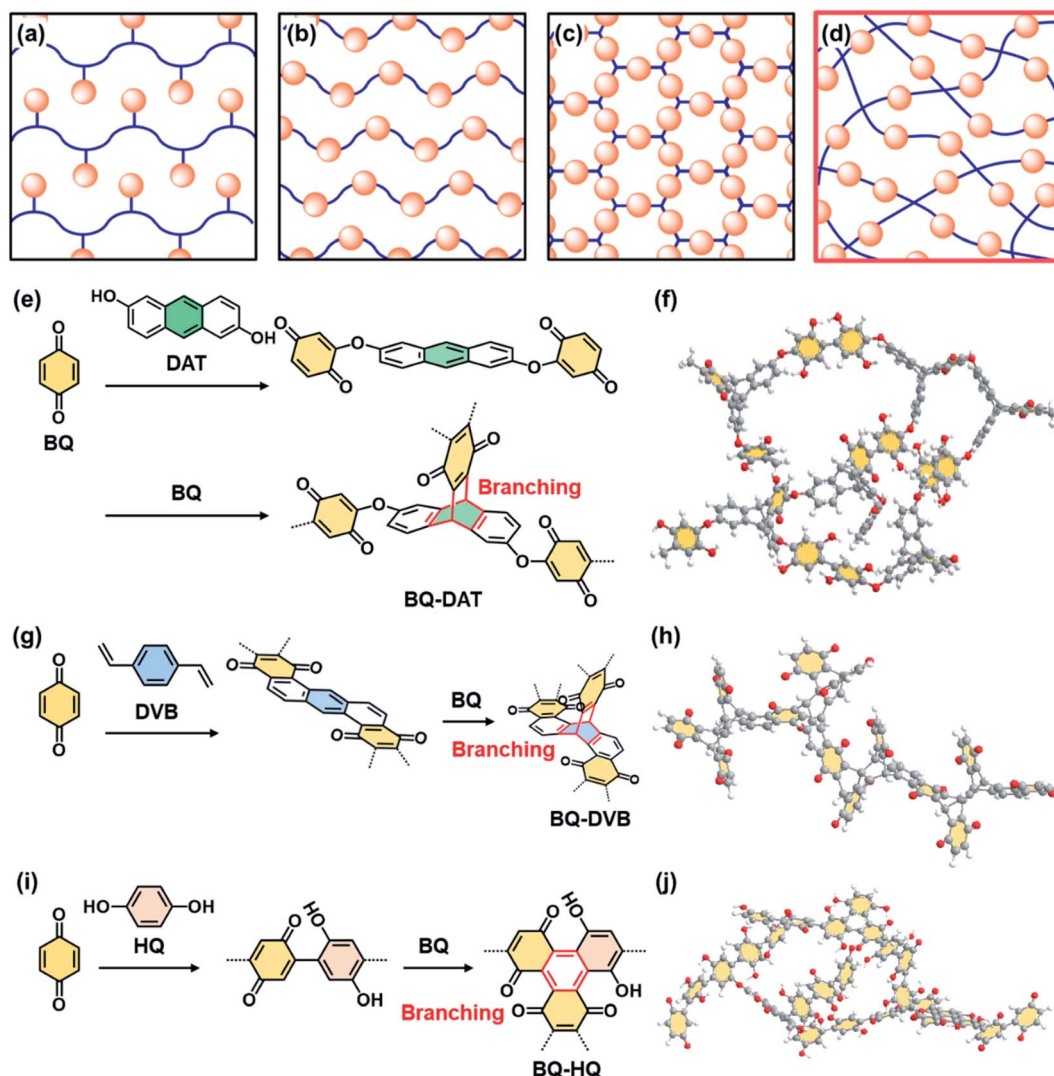 (a)
(b)
(c)
(d)
(e)
O
O
BQ
HO
OH
DAT
O
O
O
O
O
O
BQ
O
O
Branching
O
O
O
O
O
O
BQ-DAT
(f)
(g)
O
O
DVB
O
O
O
O
BQ
Branching
O
O
O
O
O
O
BQ-DVB
(h)
(i)
O
O
HO
OH
HQ
O
O
HO
OH
BQ
Branching
O
O
HO
OH
O
O
BQ-HQ
(j)